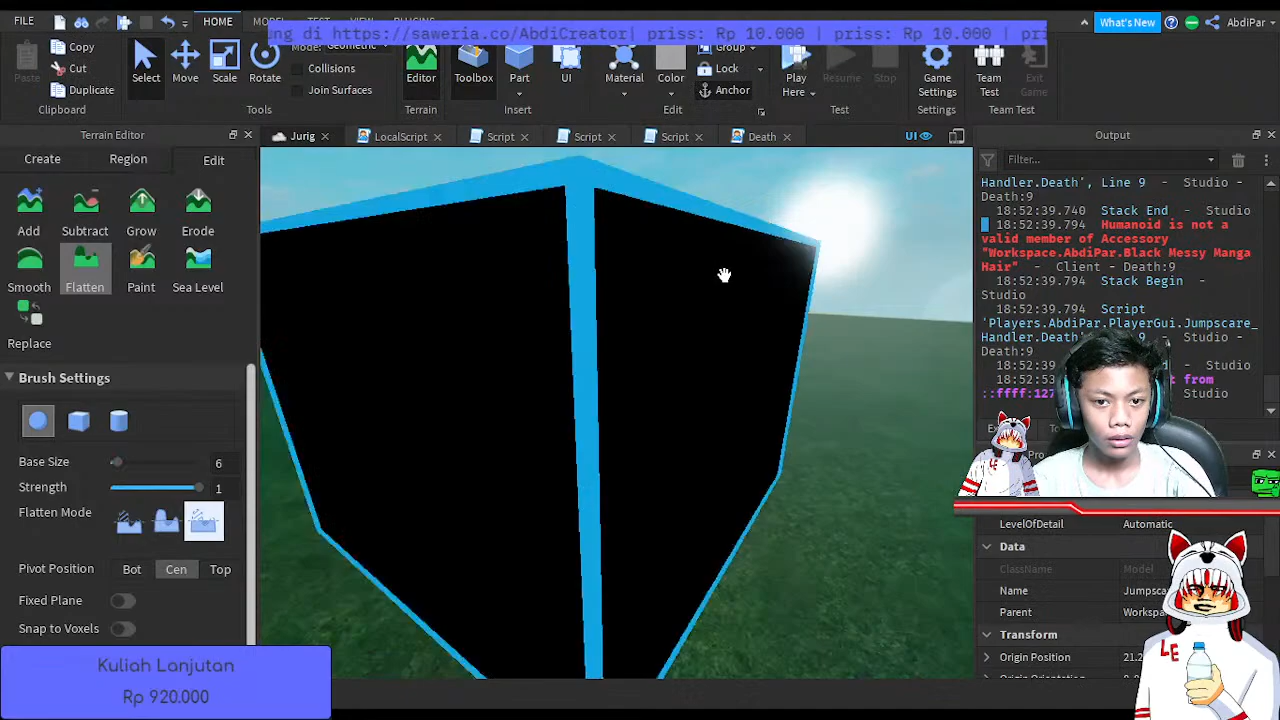 FILE HOME
ng di https://saweria.co/AbdiCreator| priss: Rp 10.000 | priss: Rp 10.000 |
What's New
AbdiPar
Paste
Copy
Cut
Duplicate
Clipboard
Select
Move
Scale
Rotate
Mode: Geometric
Collisions
Join Surfaces
Tools
Editor
Terrain
Toolbox
Part
UI
Insert
Material
Color
Group
Lock
Anchor
Edit
Play Here
Resume
Stop
Test
Game Settings
Settings
Team Test
Exit Game
Team Test
Terrain Editor
Jurig
LocalScript
Script
Script
Script
Death
UI
Output
Create
Region
Edit
Filter...
Add
Subtract
Grow
Erode
Smooth
Flatten
Paint
Sea Level
Replace
Brush Settings
Base Size 6
Strength 1
Flatten Mode
Pivot Position Bot Cen Top
Fixed Plane
Snap to Voxels
Handler.Death', Line 9 - Studio -
Death:9
18:52:39.740 Stack End - Studio
18:52:39.794 Humanoid is not a
valid member of Accessory
"Workspace.AbdiPar.Black Messy Manga
Hair" - Client - Death:9
18:52:39.794 Stack Begin -
Studio
18:52:39.794 Script
'Players.AbdiPar.PlayerGui.Jumpscare_
Handler.Death' 9 - Studio -
Death:9
18:52:39 - Studio
18:52:53 from
::ffff:127 Studio
LevelOfDetail Automatic
Data
ClassName Model
Name Jumpsc
Parent Worksp
Transform
Origin Position 21.2
LE
LE
Kuliah Lanjutan
Rp 920.000